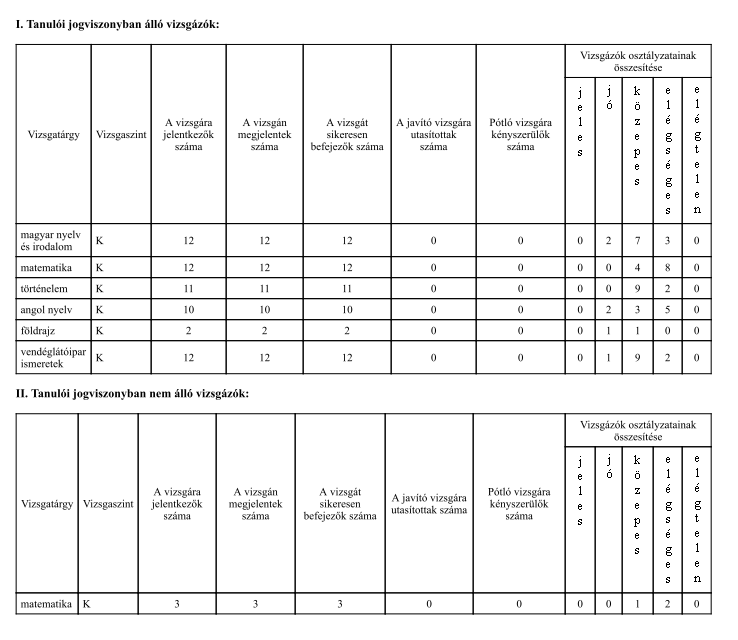 I. Tanulói jogviszonyban álló vizsgázók:
Vizsgatárgy
Vizsgaszint
A vizsgára
jelentkezők
száma
A vizsgán
megjelentek
száma
A vizsgát
sikeresen
befejezők száma
A javító vizsgára
utasítottak
száma
Pótló vizsgára
kényszerülők
száma
Vizsgázók osztályzatainak
összesítése
jeles
jó
közepes
elégséges
elégtelen
magyar nyelv
és irodalom K 12 12 12 0 0 0 2 7 3 0
matematika K 12 12 12 0 0 0 0 4 8 0
történelem K 11 11 11 0 0 0 0 9 2 0
angol nyelv K 10 10 10 0 0 0 2 3 5 0
földrajz K 2 2 2 0 0 0 1 1 0 0
vendéglátóipar
ismeretek K 12 12 12 0 0 0 1 9 2 0
II. Tanulói jogviszonyban nem álló vizsgázók:
Vizsgatárgy
Vizsgaszint
A vizsgára
jelentkezők
száma
A vizsgán
megjelentek
száma
A vizsgát
sikeresen
befejezők száma
A javító vizsgára
utasítottak száma
Pótló vizsgára
kényszerülők
száma
Vizsgázók osztályzatainak
összesítése
jeles
jó
közepes
elégséges
elégtelen
matematika K 3 3 3 0 0 0 0 1 2 0